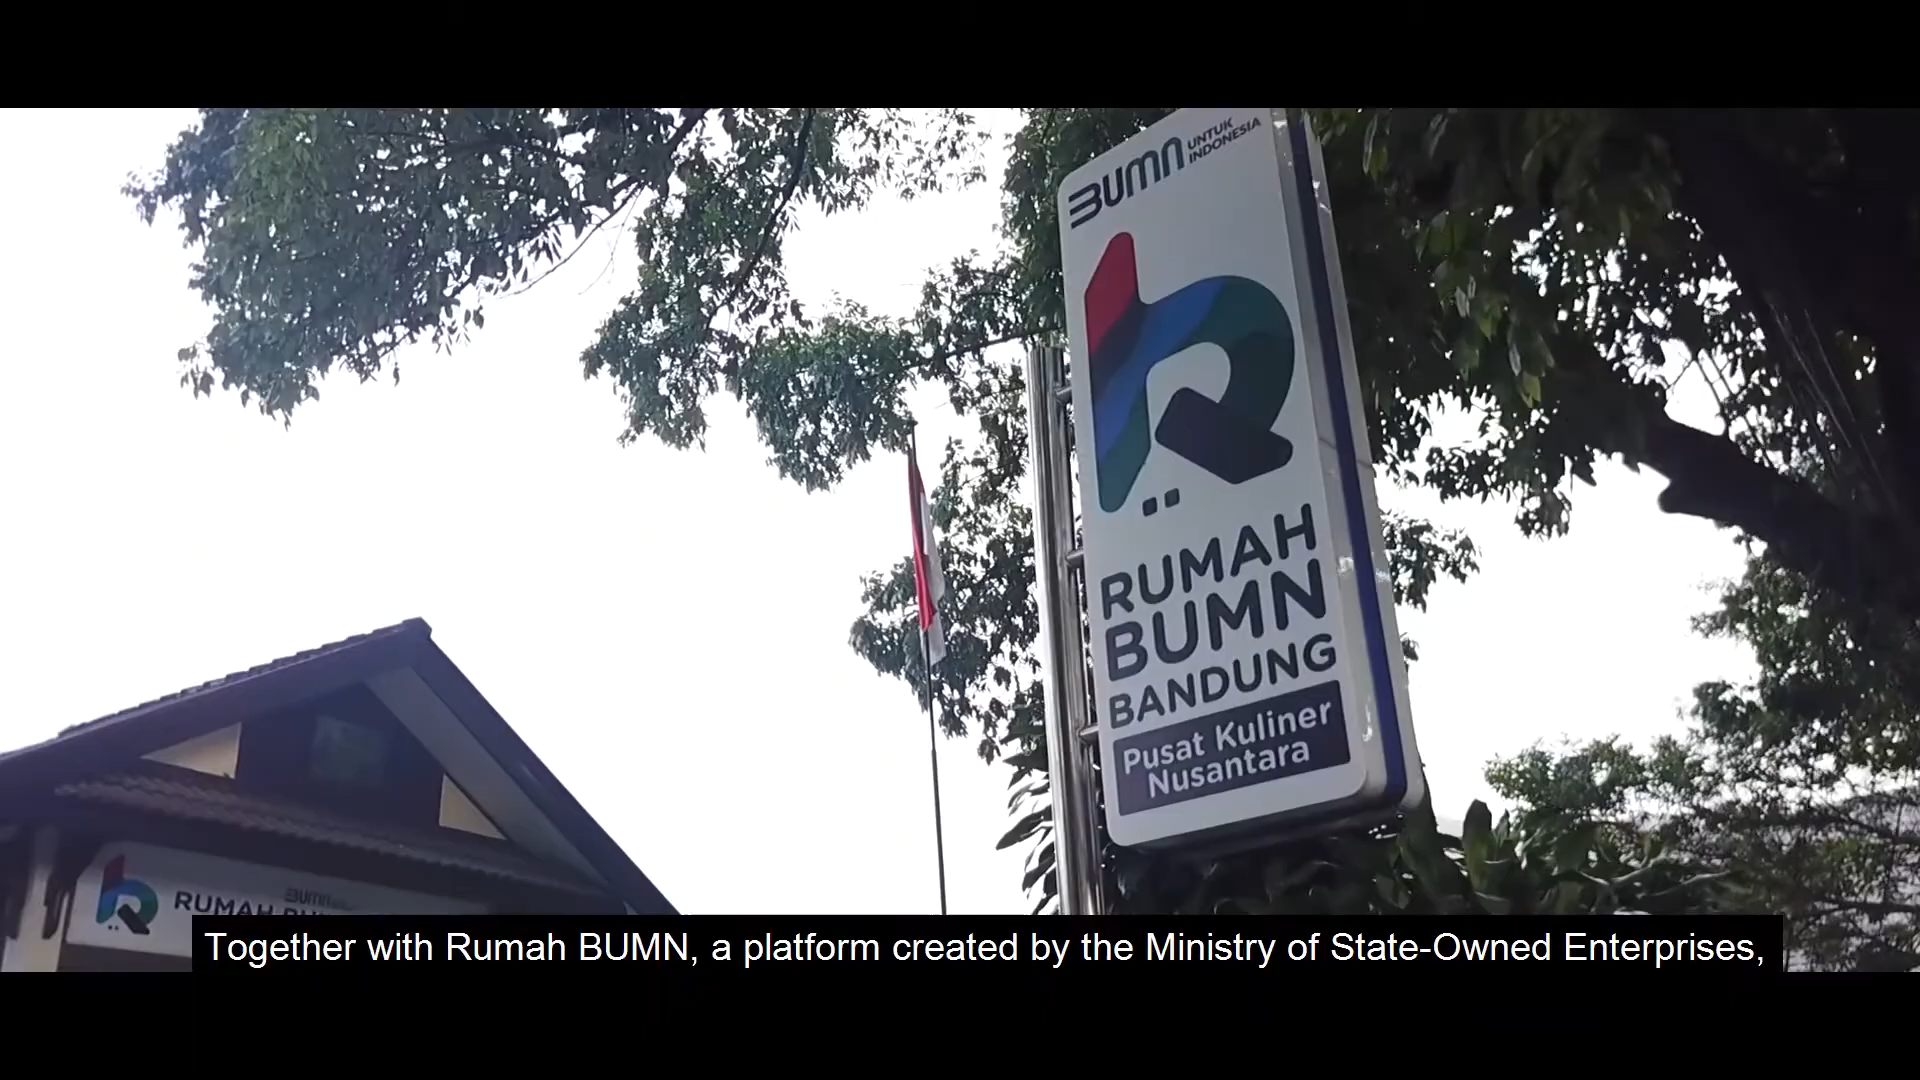 BUMN UNTUK
INDONESIA
RUMAH
BUMN
BANDUNG
Pusat Kuliner
Nusantara
BUMN
RUMAH
Together with Rumah BUMN, a platform created by the Ministry of State-Owned Enterprises,